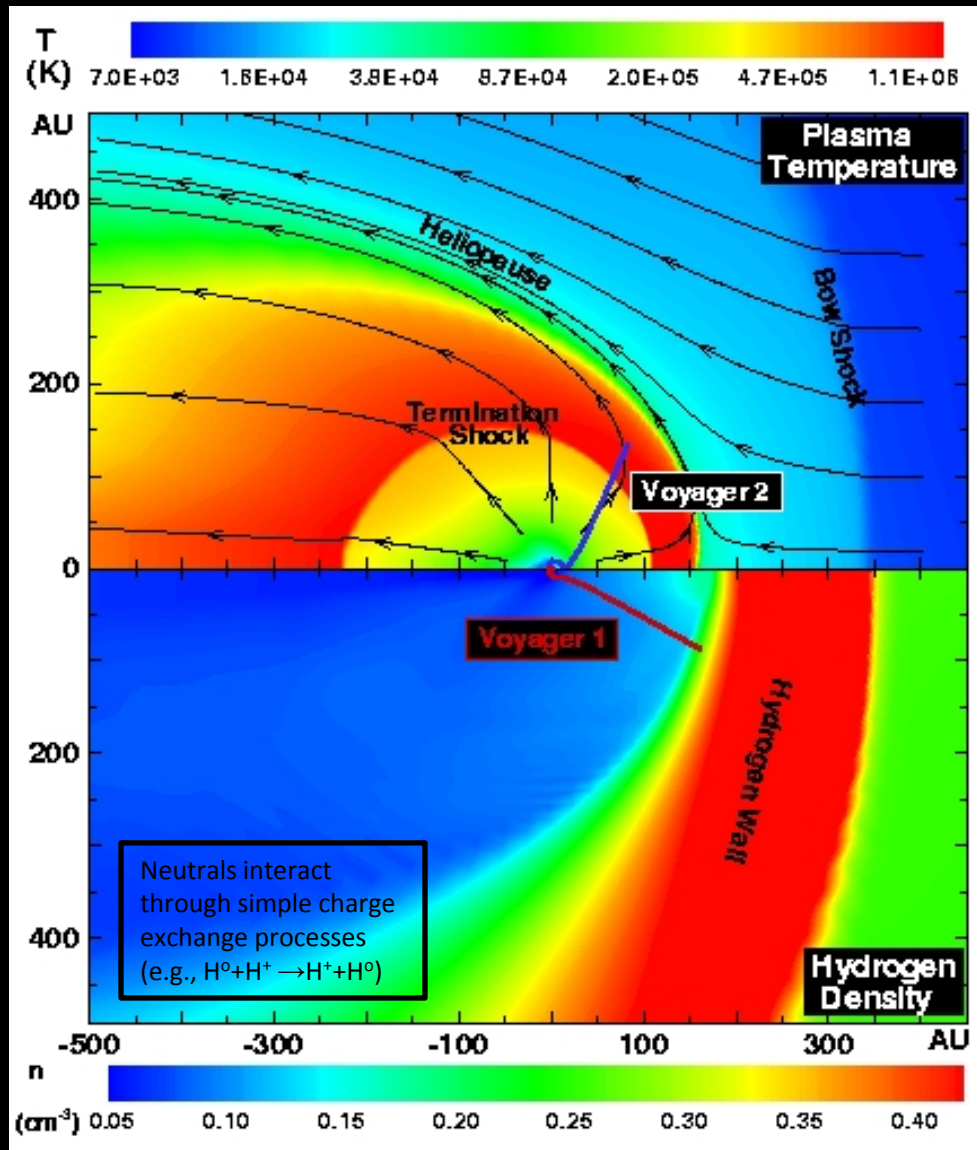 T
(K)
7.0E+03 1.6E+04 3.9E+04 8.7E+04 2.0E+05 4.7E+05 1.1E+06
AU
Plasma
Temperature
400
Heliopause
Bow Shock
200
Termination
Shock
Voyager 2
0
Voyager 1
Hydrogen Wall
200
Neutrals interact
through simple charge
exchange processes
(e.g., Hº+H⁺ →H⁺+Hº)
400
Hydrogen
Density
-500 -300 -100 100 300 AU
n
(cm⁻³) 0.05 0.10 0.15 0.20 0.25 0.30 0.35 0.40